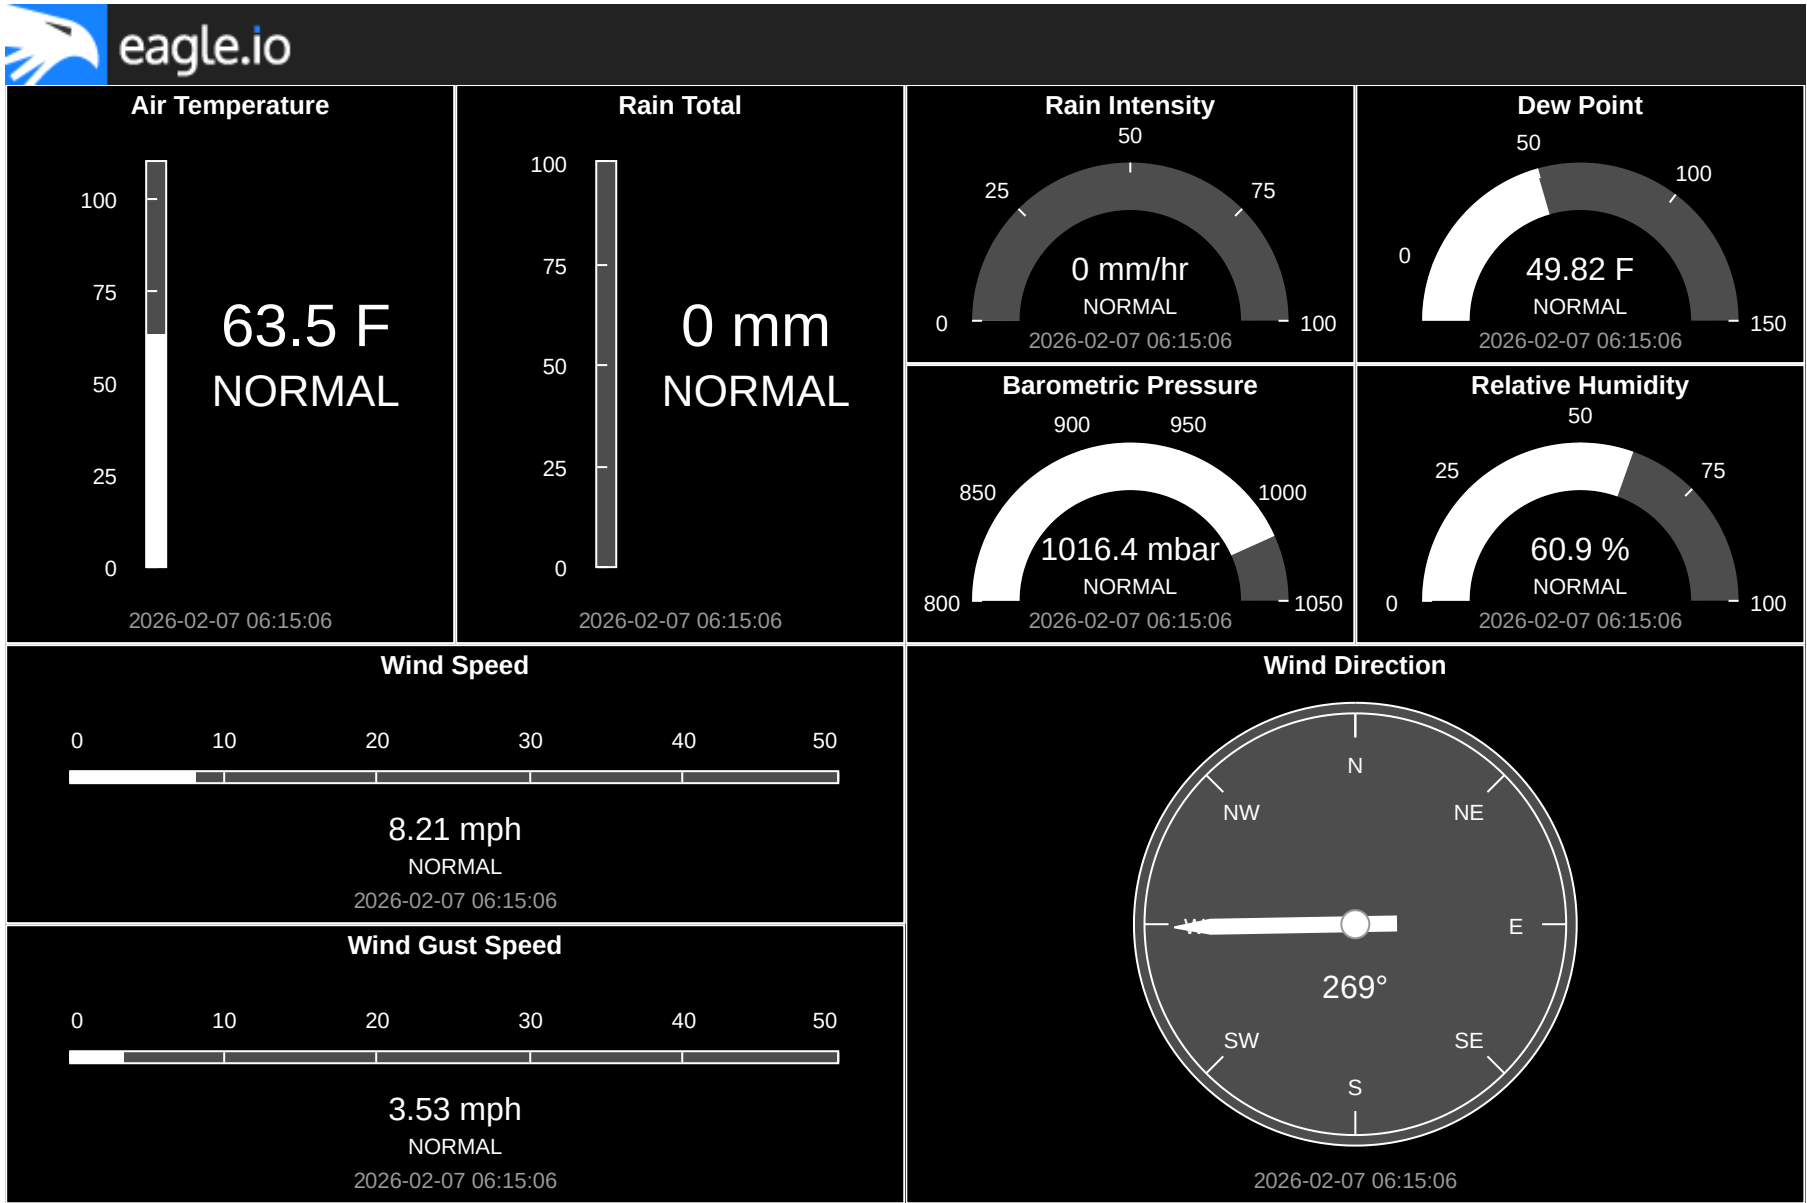 eagle.io
Air Temperature
100
75
50
25
0
63.5 F
NORMAL
2026-02-07 06:15:06
Rain Total
100
75
50
25
0
0 mm
NORMAL
2026-02-07 06:15:06
Rain Intensity
0
25
50
75
100
0 mm/hr
NORMAL
2026-02-07 06:15:06
Dew Point
0
50
100
150
49.82 F
NORMAL
2026-02-07 06:15:06
Barometric Pressure
800
850
900
950
1000
1050
1016.4 mbar
NORMAL
2026-02-07 06:15:06
Relative Humidity
0
25
50
75
100
60.9 %
NORMAL
2026-02-07 06:15:06
Wind Speed
0 10 20 30 40 50
8.21 mph
NORMAL
2026-02-07 06:15:06
Wind Gust Speed
0 10 20 30 40 50
3.53 mph
NORMAL
2026-02-07 06:15:06
Wind Direction
N
NW NE
W E
269°
SW SE
S
2026-02-07 06:15:06